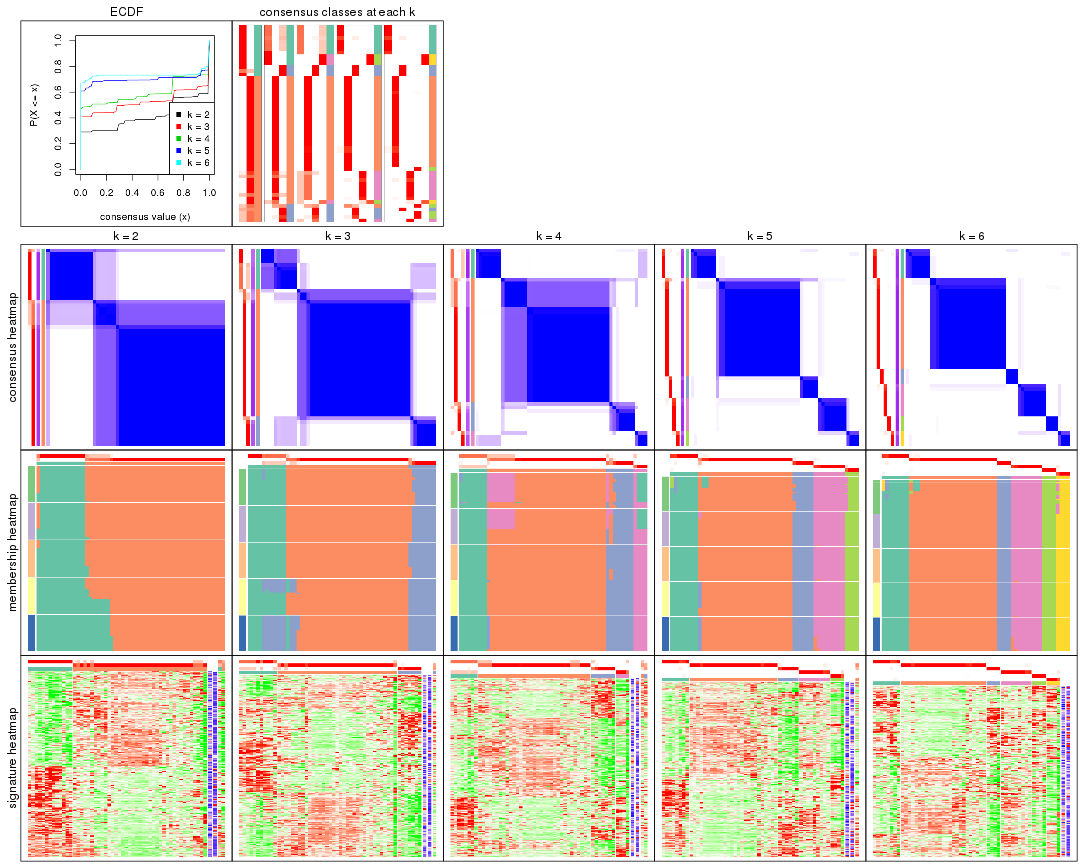 ECDF
consensus classes at each k
P(X <= x)
0.0 0.2 0.4 0.6 0.8 1.0
k = 2
k = 3
k = 4
k = 5
k = 6
0.0 0.2 0.4 0.6 0.8 1.0
consensus value (x)
k = 2
k = 3
k = 4
k = 5
k = 6
consensus heatmap
membership heatmap
signature heatmap